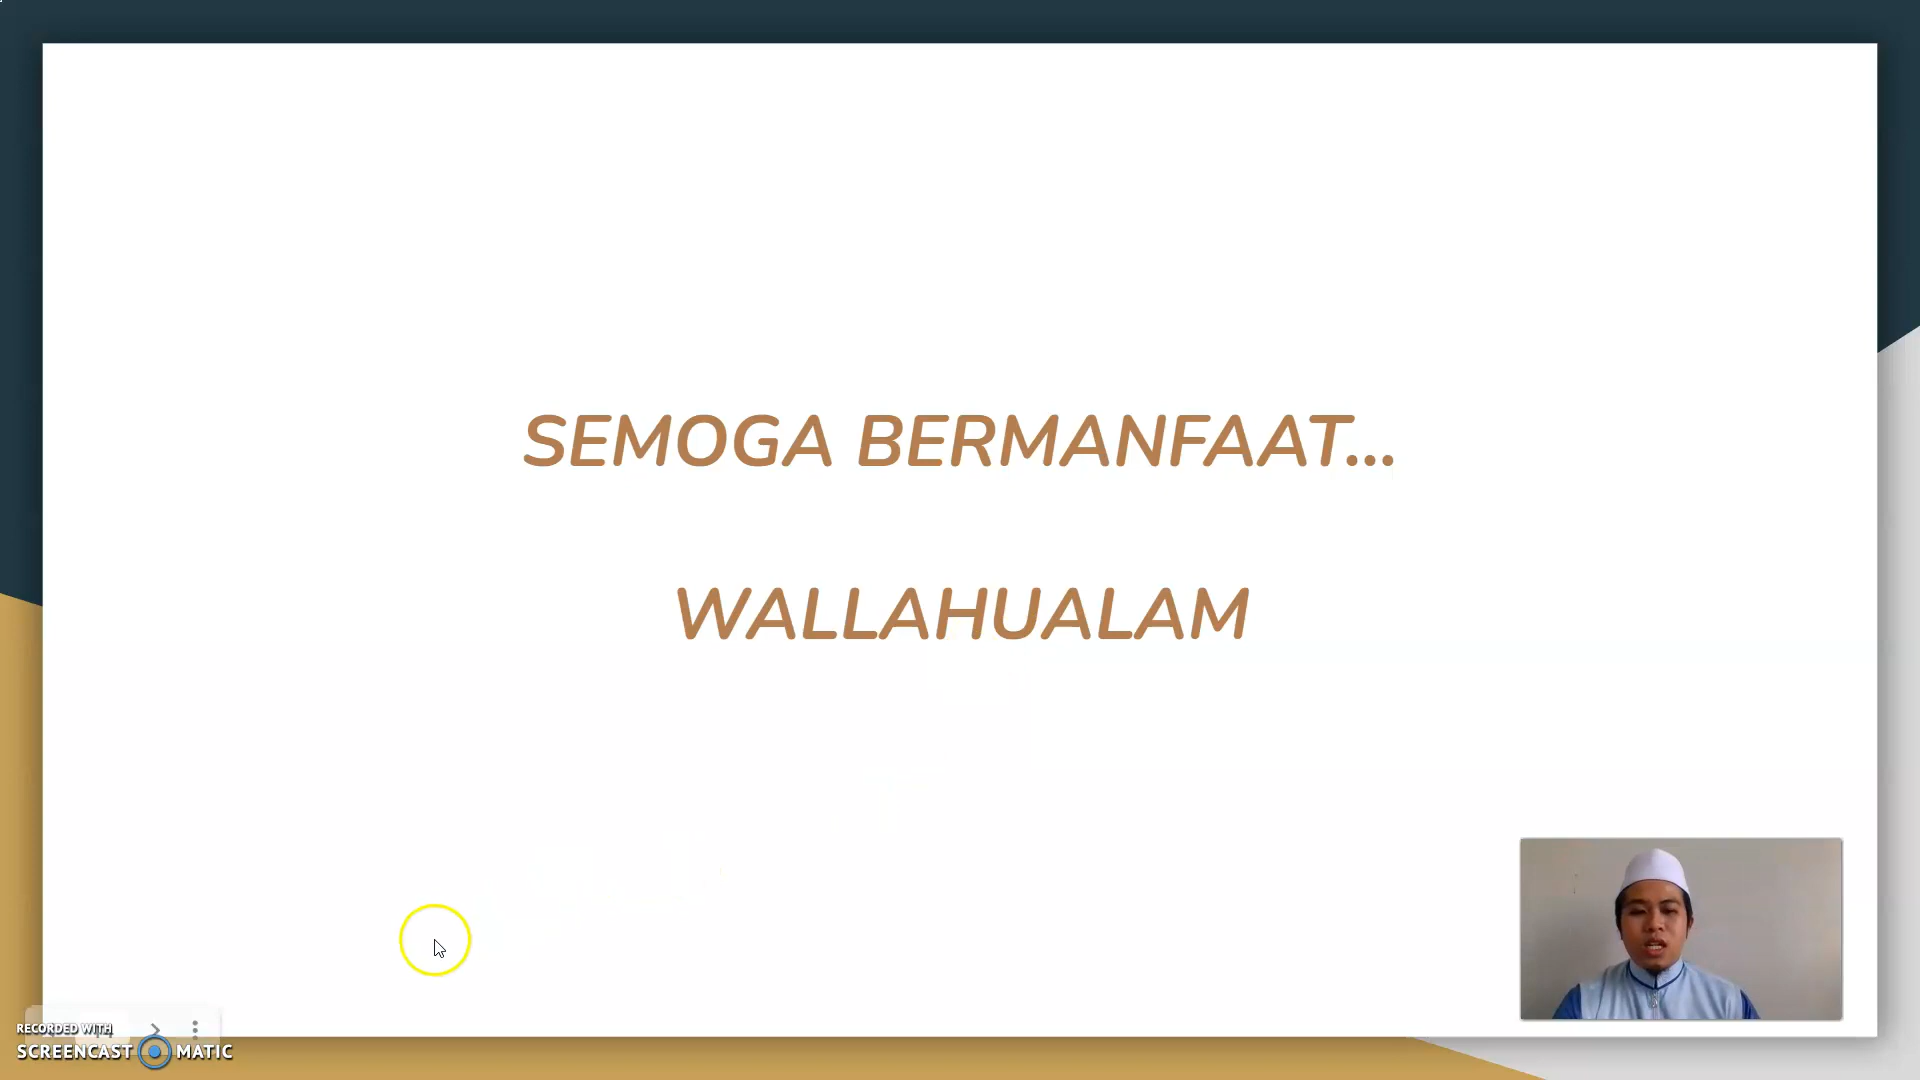 SEMOGA BERMANFAAT...
WALLAHUALAM
RECORDED WITH
SCREENCAST MATIC